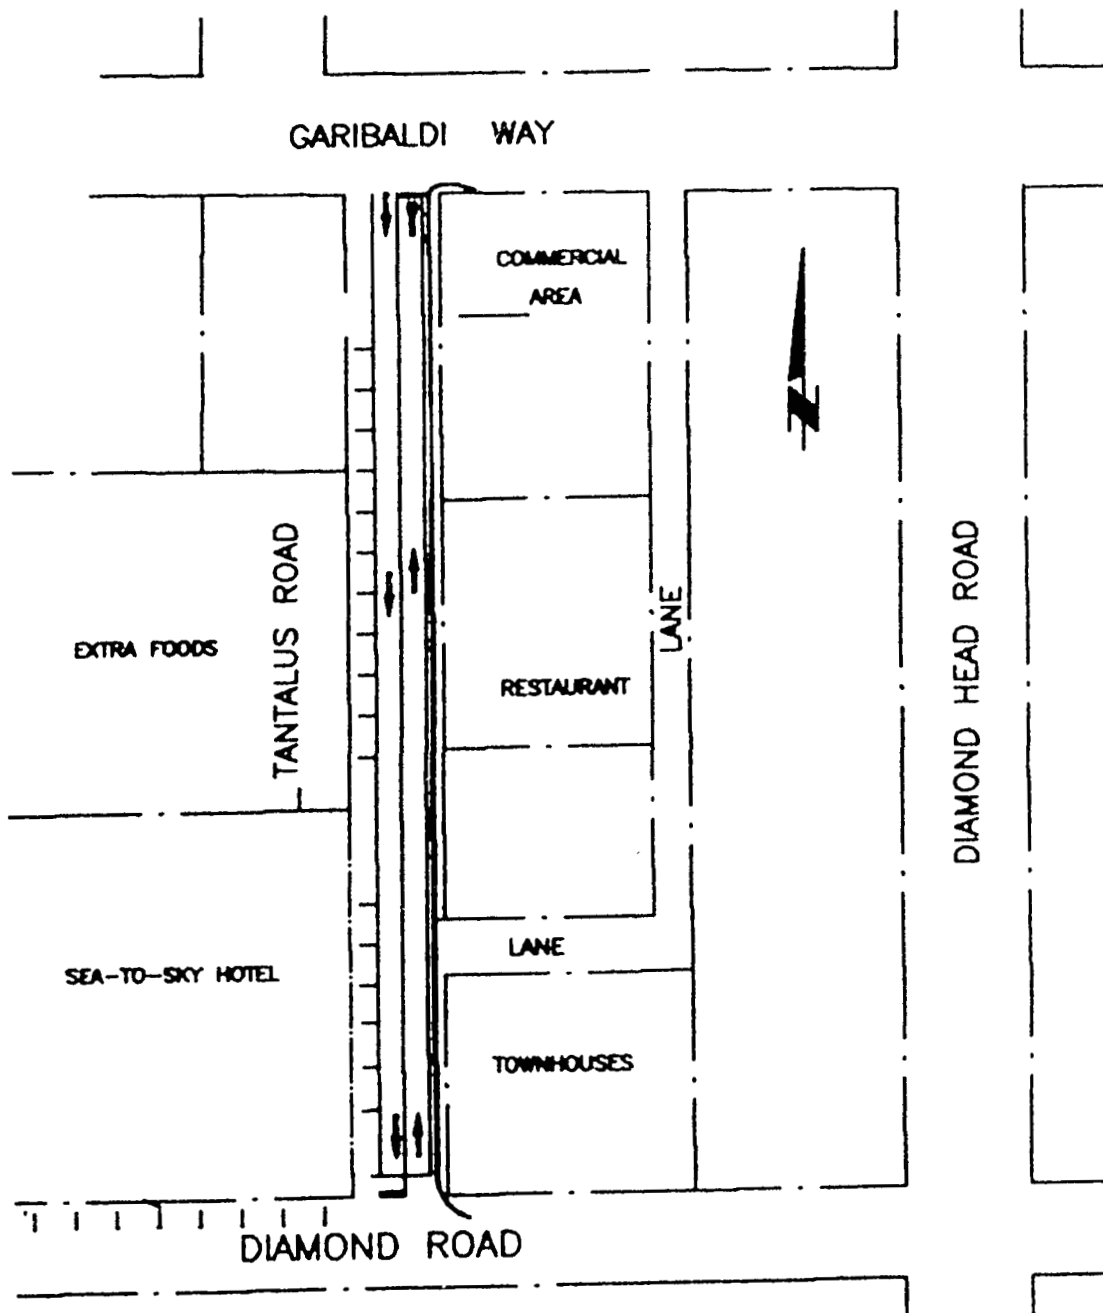 GARIBALDI WAY
COMMERCIAL
AREA
N
TANTALUS ROAD
EXTRA FOODS
RESTAURANT
LANE
DIAMOND HEAD ROAD
LANE
SEA-TO-SKY HOTEL
TOWNHOUSES
DIAMOND ROAD